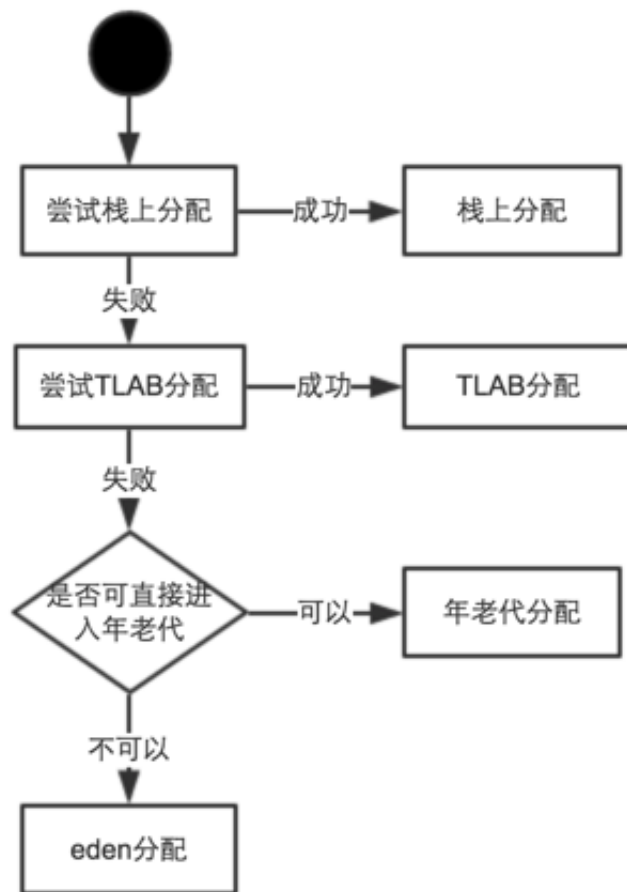 尝试栈上分配
成功
栈上分配
失败
尝试TLAB分配
成功
TLAB分配
失败
是否可直接进
入年老代
可以
年老代分配
不可以
eden分配